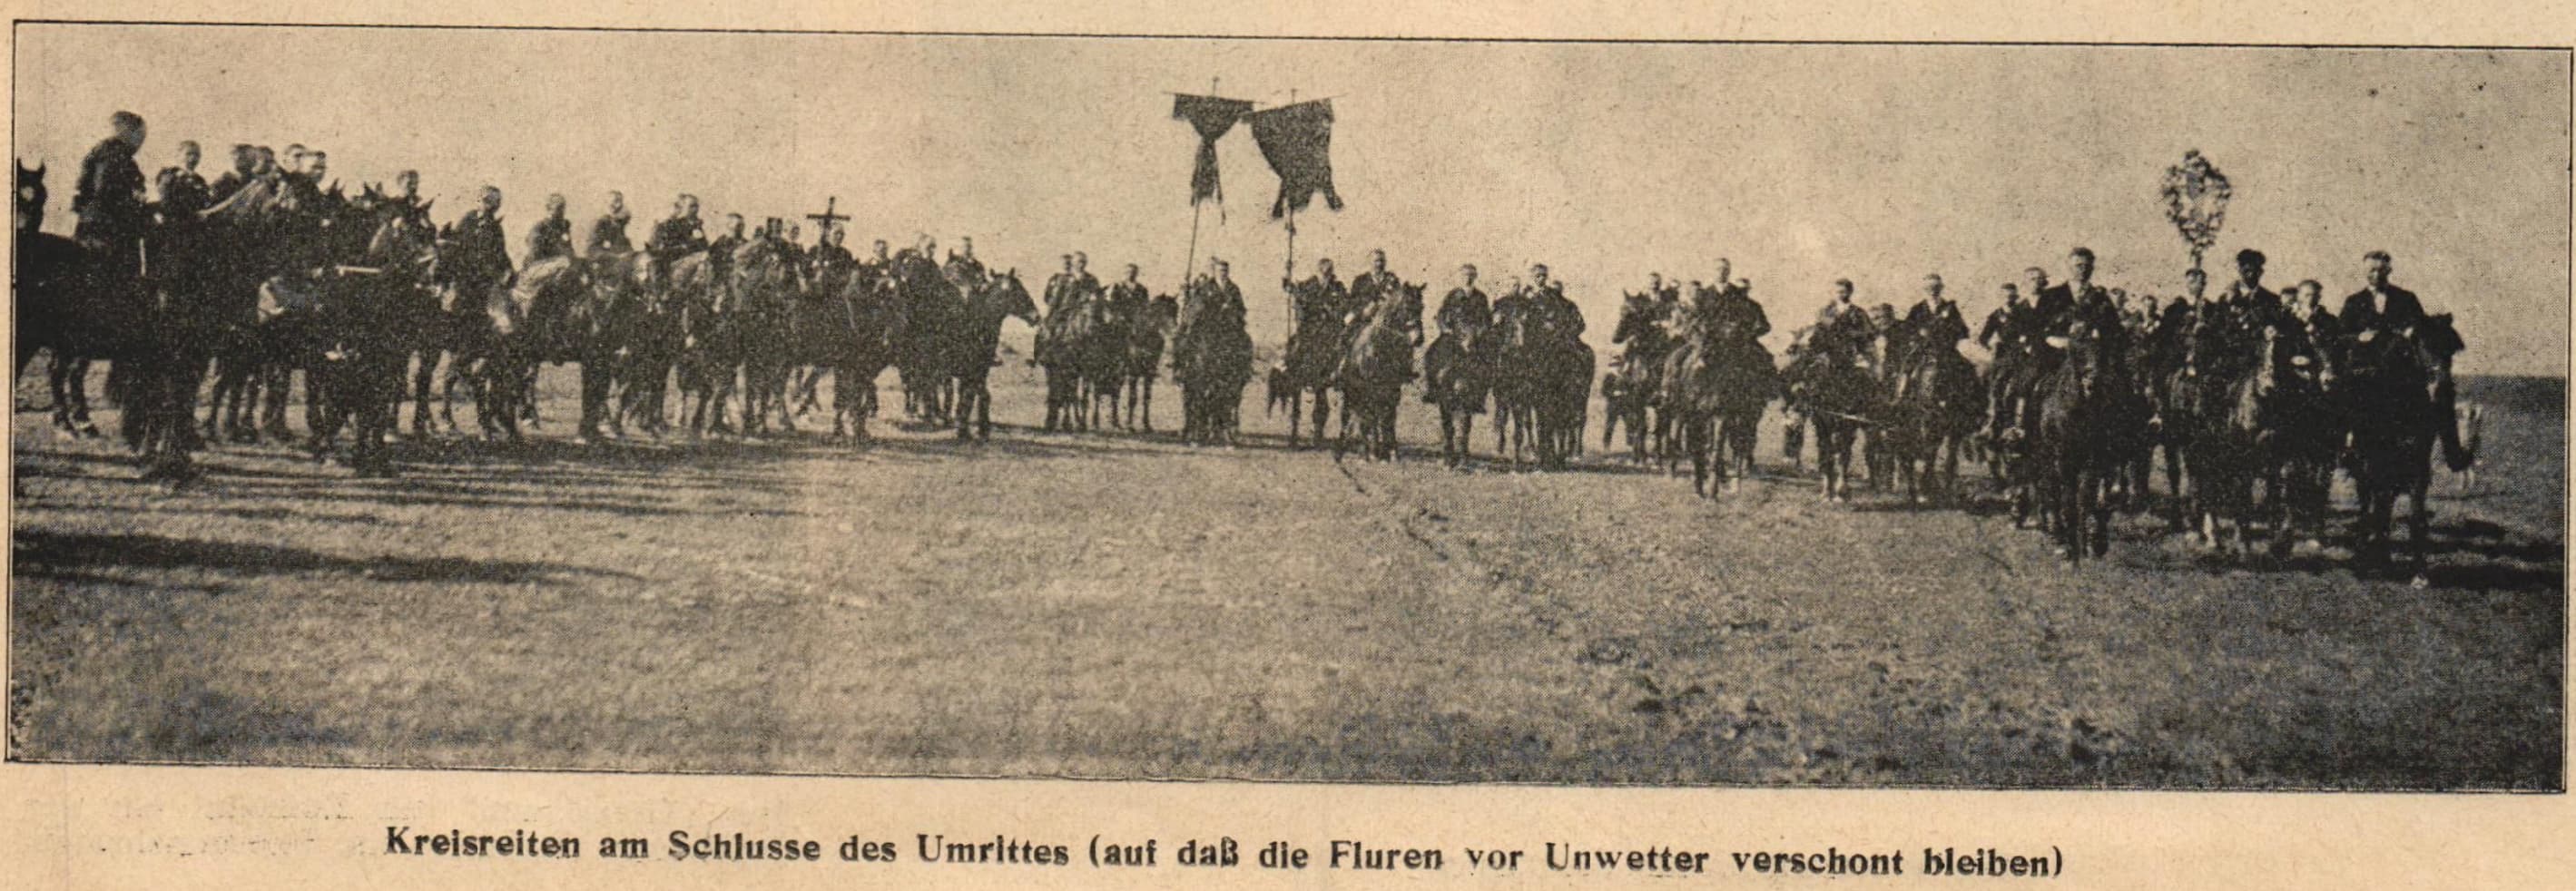 Kreisreiten am Schlusse des Umrittes (auf daß die Fluren vor Unwetter verschont bleiben)